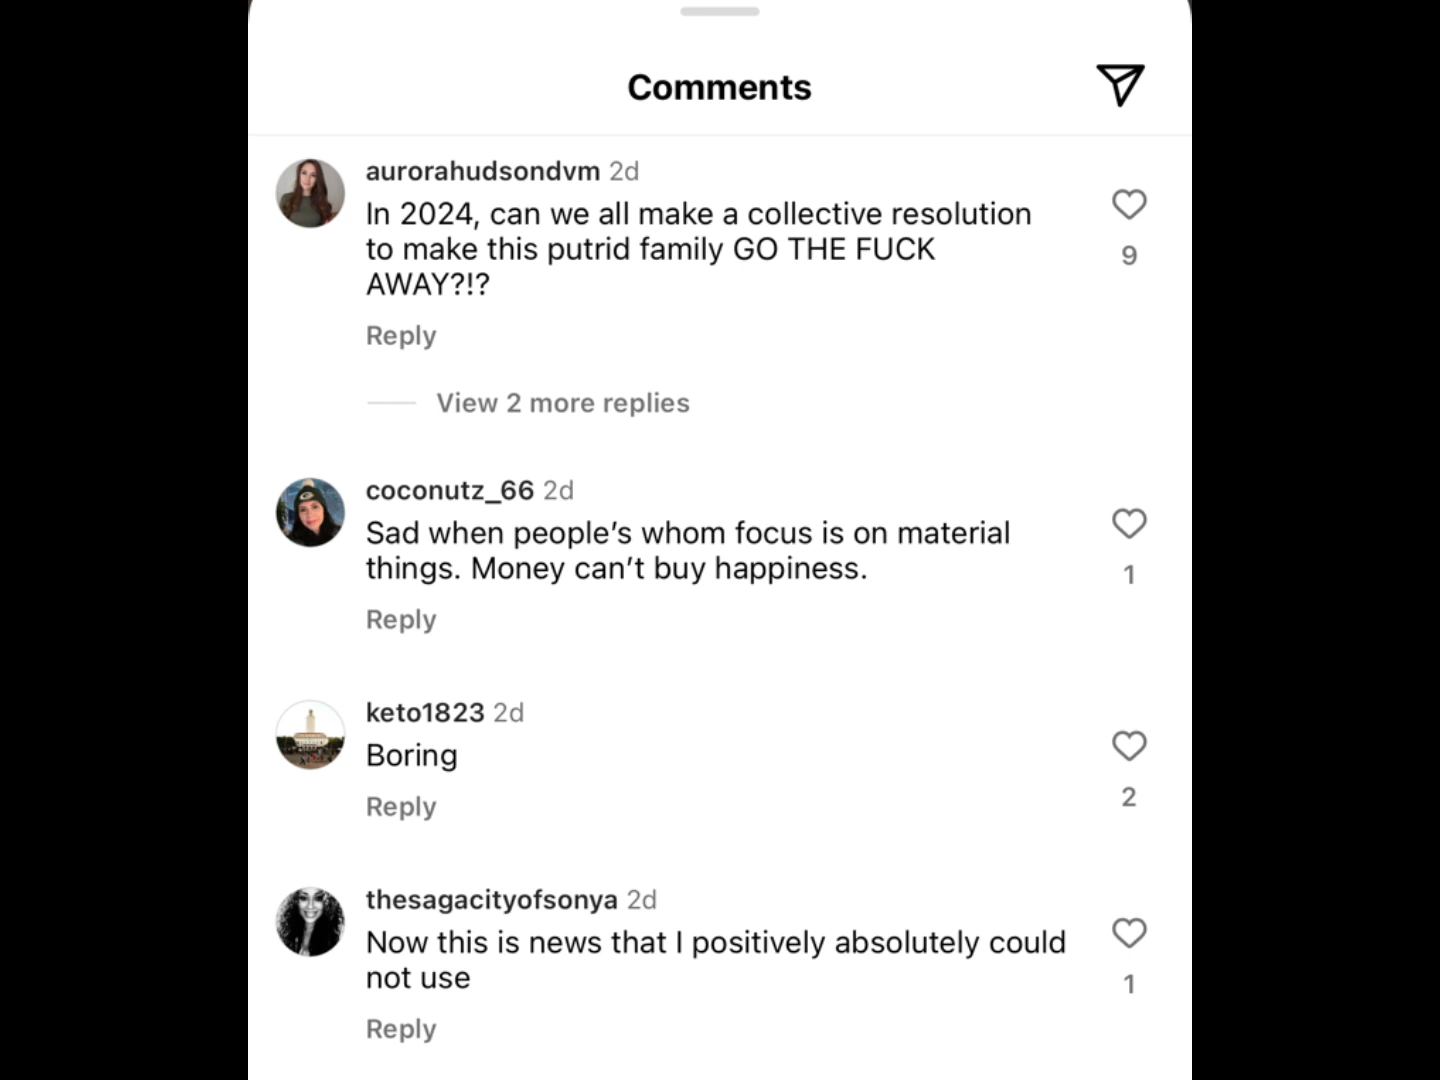 Comments
aurorahudsondvm 2d
In 2024, can we all make a collective resolution
to make this putrid family GO THE FUCK
AWAY?!?
9
Reply
View 2 more replies
coconutz_66 2d
Sad when people’s whom focus is on material
things. Money can’t buy happiness.
1
Reply
keto1823 2d
Boring
2
Reply
thesagacityofsonya 2d
Now this is news that I positively absolutely could
not use
1
Reply